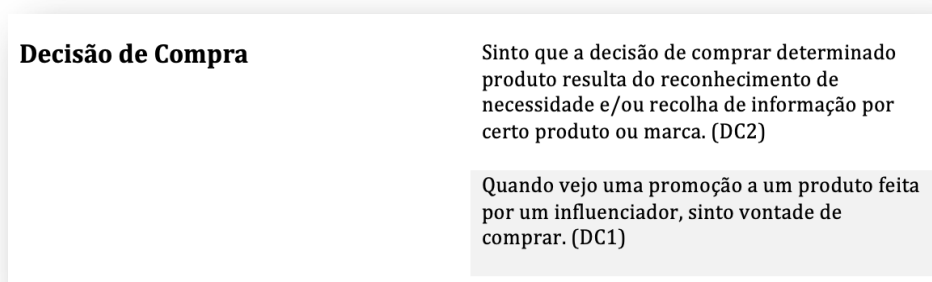 Decisão de Compra
Sinto que a decisão de comprar determinado
produto resulta do reconhecimento de
necessidade e/ou recolha de informação por
certo produto ou marca. (DC2)
Quando vejo uma promoção a um produto feita
por um influenciador, sinto vontade de
comprar. (DC1)